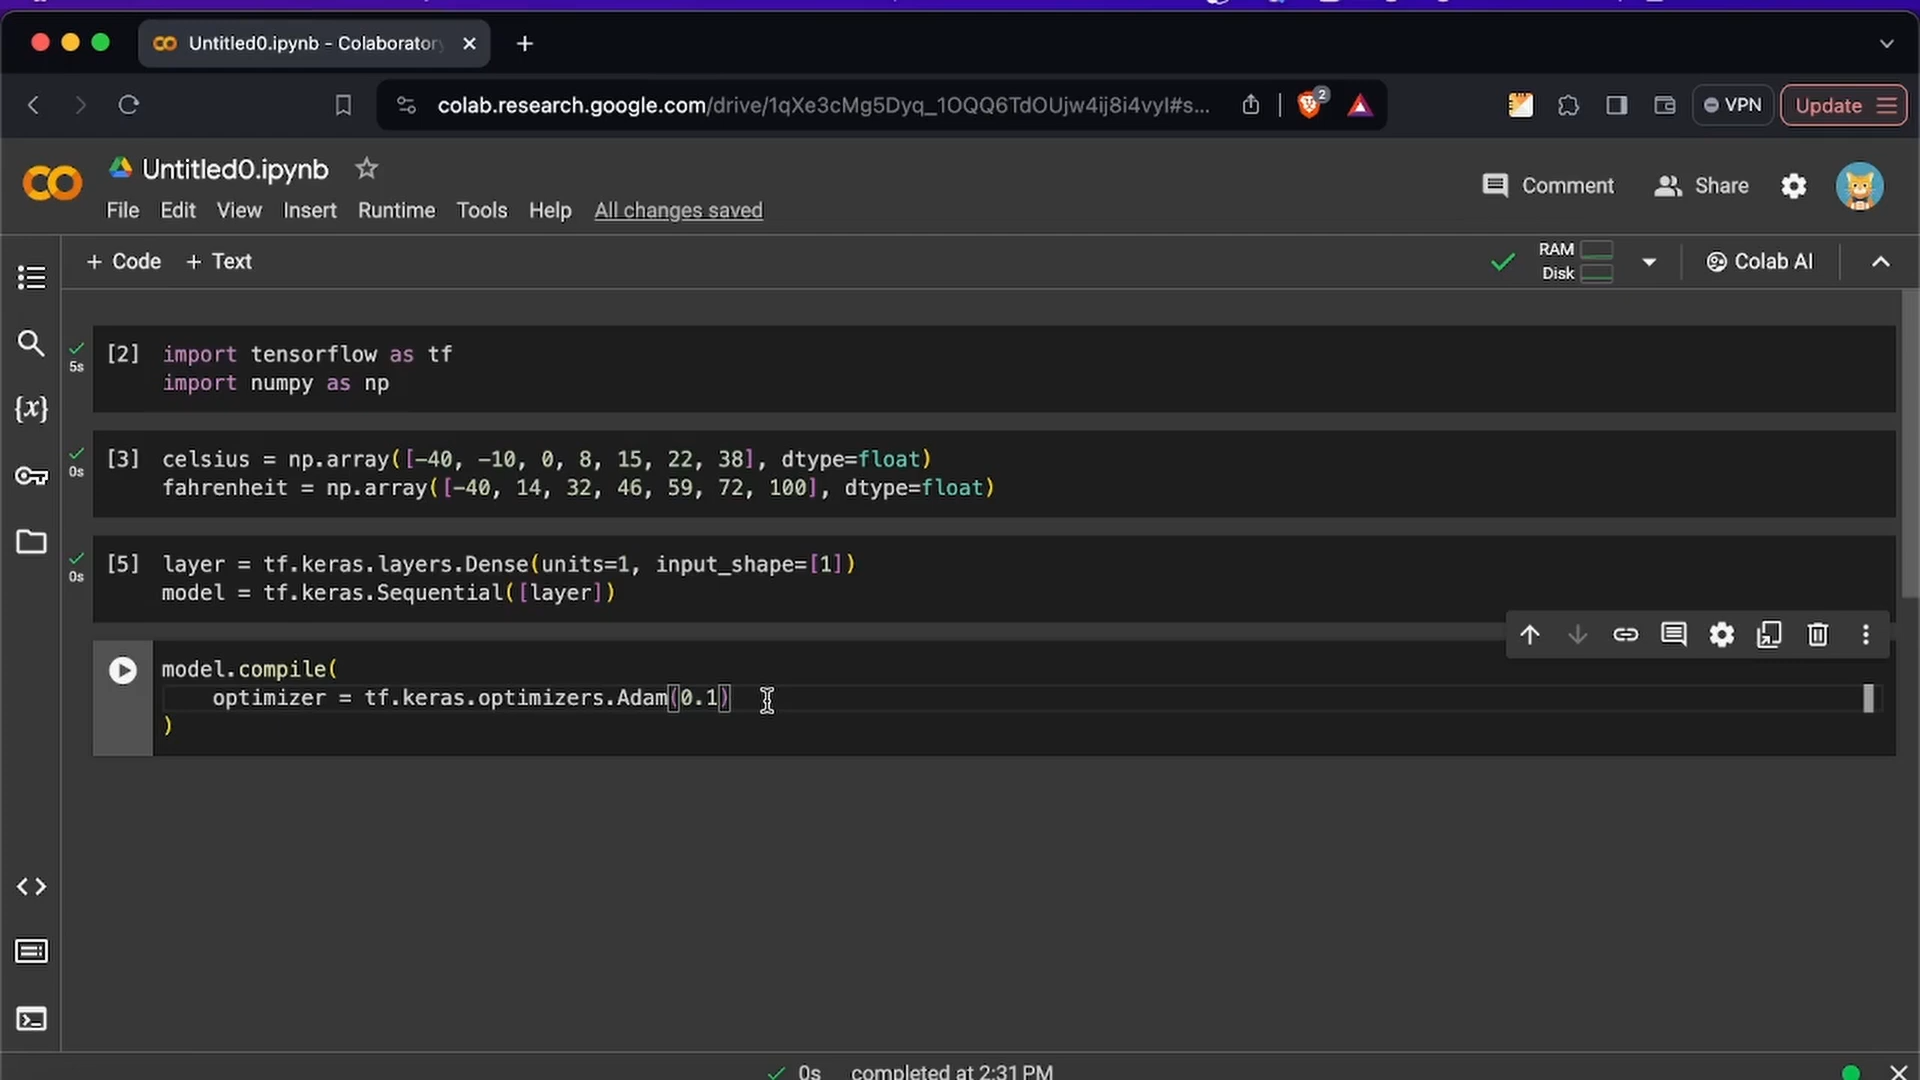 Untitled0.ipynb - Colaboratory
colab.research.google.com/drive/1qXe3cMg5Dyq_1OQQ6TdOUjw4ij8i4vyI#s...
2
VPN
Update
Untitled0.ipynb
Comment
Share
File Edit View Insert Runtime Tools Help All changes saved
+ Code + Text
RAM
Disk
Colab AI
[2] import tensorflow as tf
5s
import numpy as np
[3] celsius = np.array([-40, -10, 0, 8, 15, 22, 38], dtype=float)
0s
fahrenheit = np.array([-40, 14, 32, 46, 59, 72, 100], dtype=float)
[5] layer = tf.keras.layers.Dense(units=1, input_shape=[1])
0s
model = tf.keras.Sequential([layer])
model.compile(
optimizer = tf.keras.optimizers.Adam(0.1)
)
0s completed at 2:31 PM